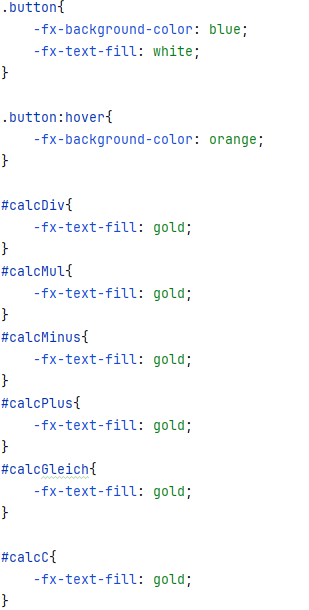 .button{
    -fx-background-color: blue;
    -fx-text-fill: white;
}

.button:hover{
    -fx-background-color: orange;
}

#calcDiv{
    -fx-text-fill: gold;
}
#calcMul{
    -fx-text-fill: gold;
}
#calcMinus{
    -fx-text-fill: gold;
}
#calcPlus{
    -fx-text-fill: gold;
}
#calcGleich{
    -fx-text-fill: gold;
}

#calcC{
    -fx-text-fill: gold;
}